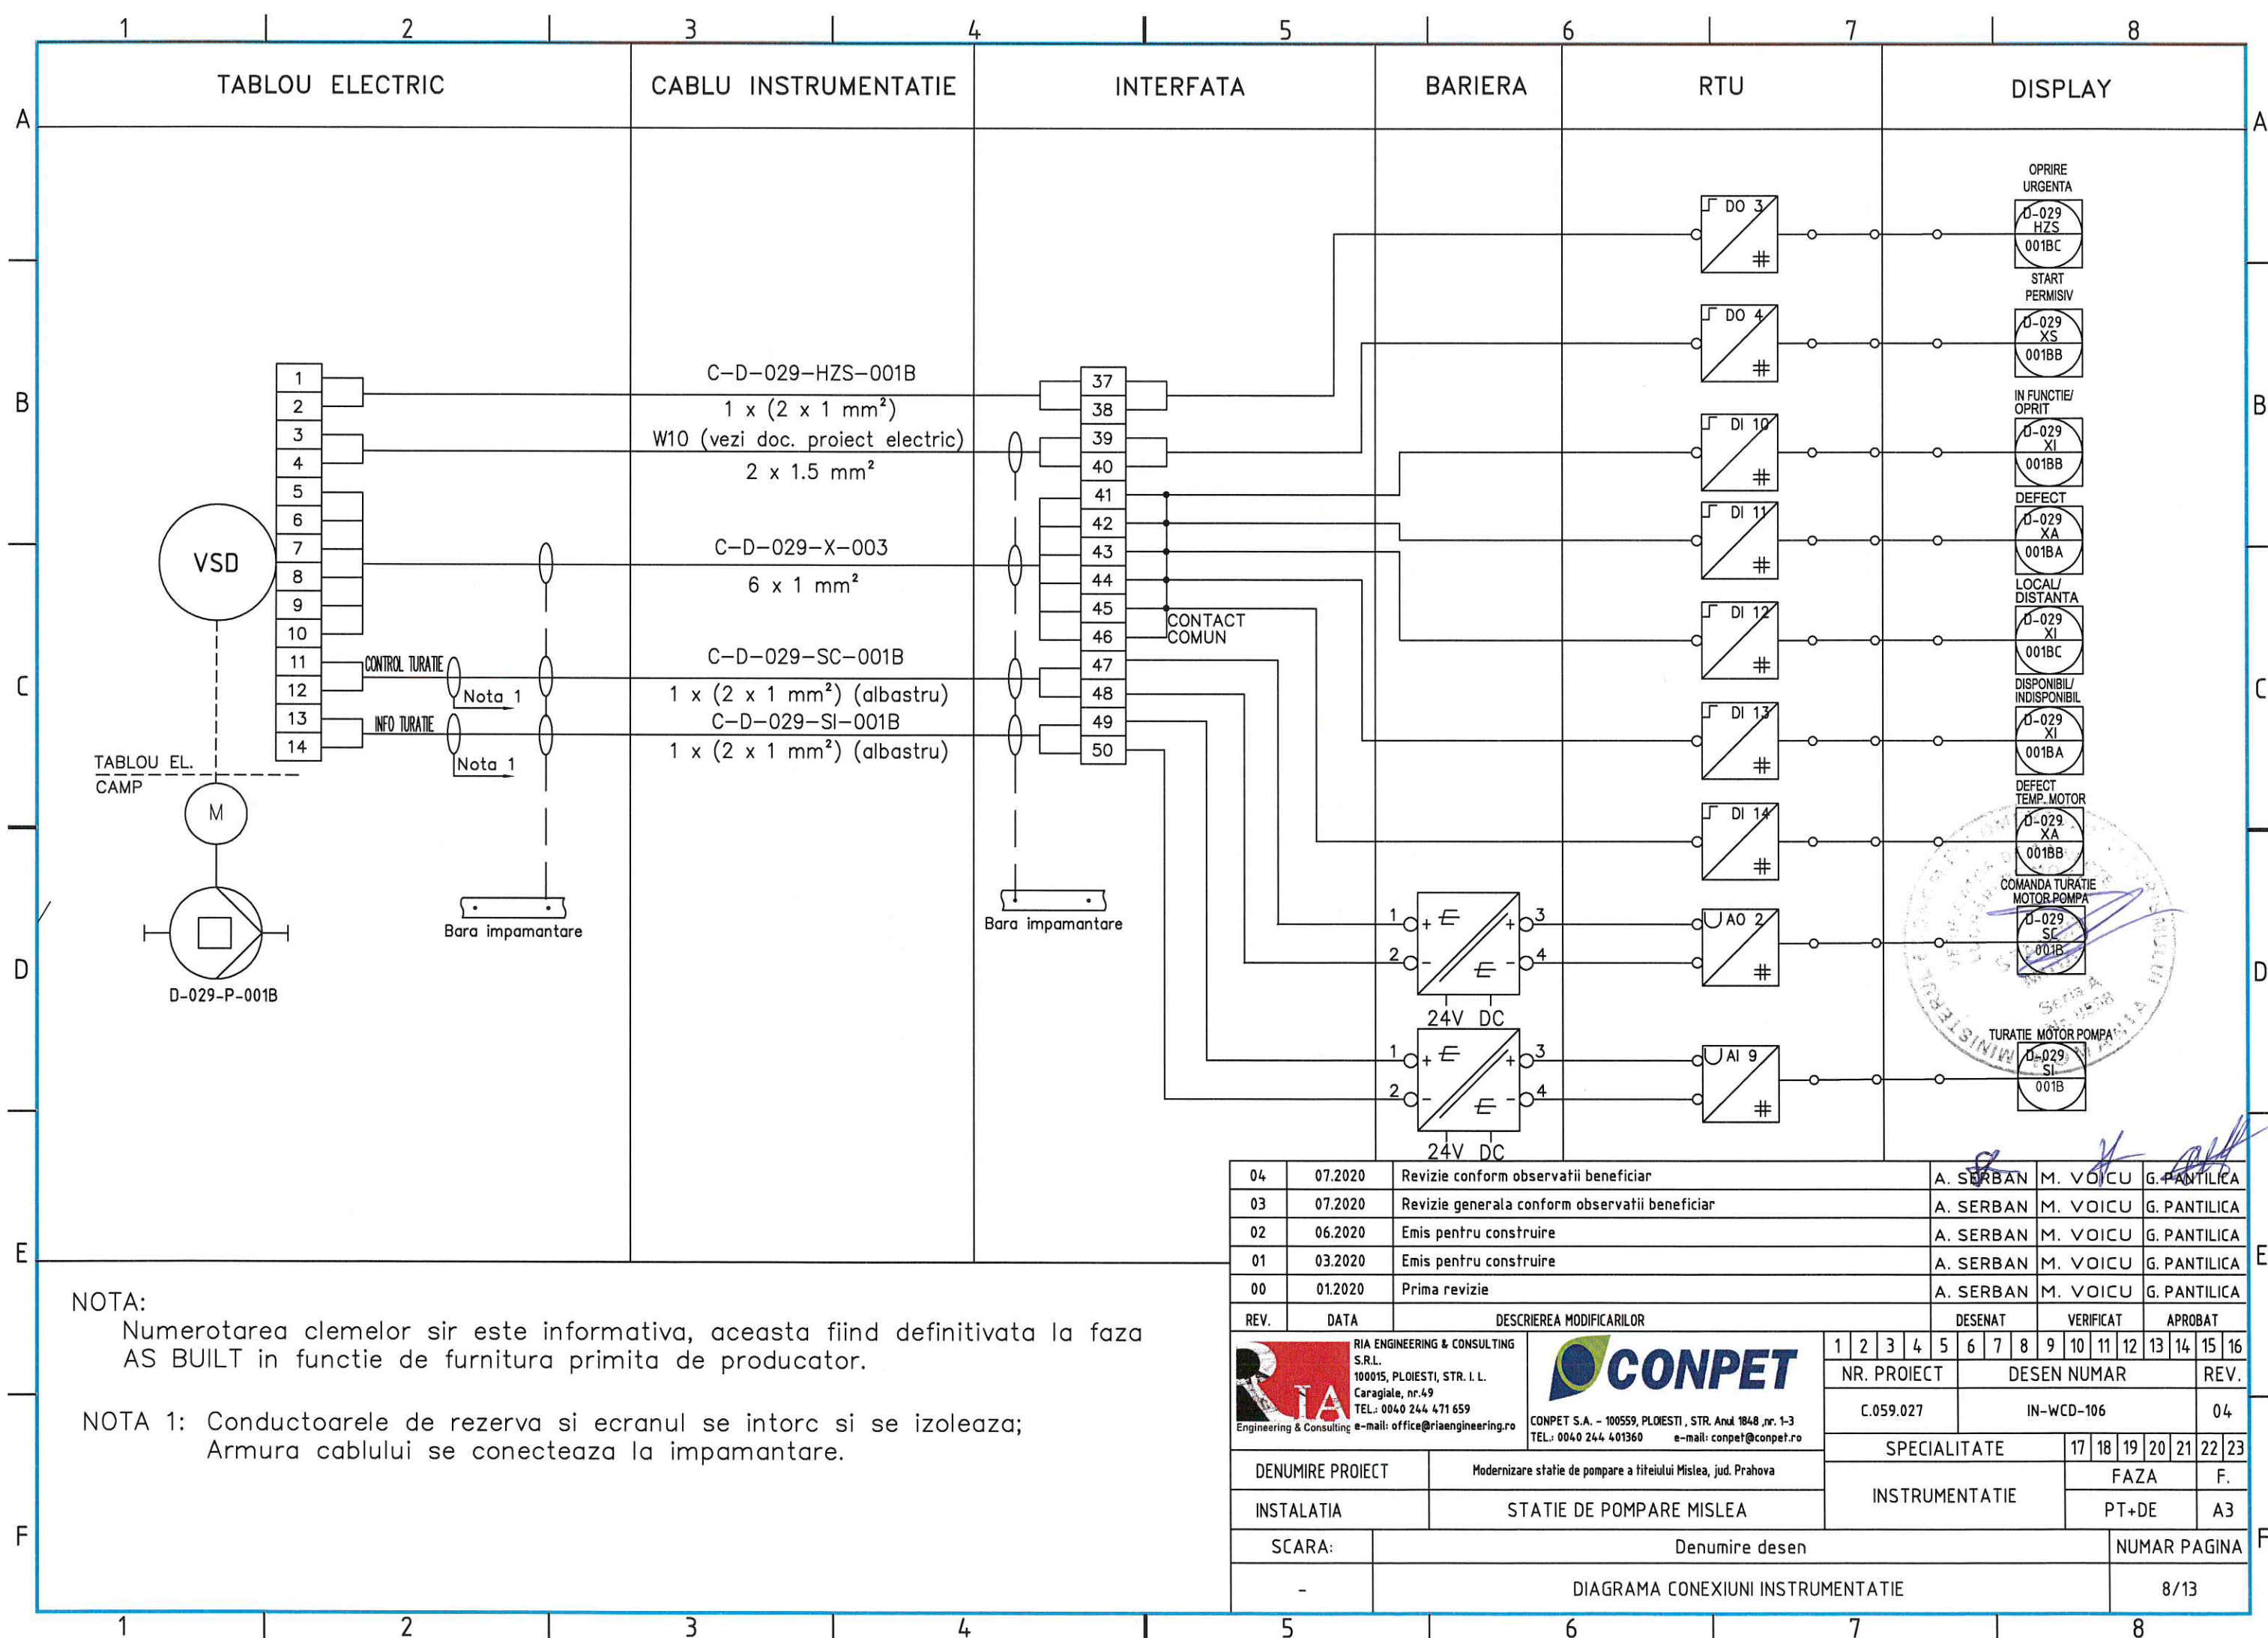 1 2 3 4 5 6 7 8
A
B
C
D
E
F
A
B
C
D
E
F
TABLOU ELECTRIC
CABLU INSTRUMENTATIE
INTERFATA
BARIERA
RTU
DISPLAY
VSD
TABLOU EL.
CAMP
M
D-029-P-001B
1
2
3
4
5
6
7
8
9
10
11
12
13
14
CONTROL TURATIE
Nota 1
INFO TURATIE
Nota 1
Bara impamantare
C-D-029-HZS-001B
1 x (2 x 1 mm²)
W10 (vezi doc. proiect electric)
2 x 1.5 mm²
C-D-029-X-003
6 x 1 mm²
C-D-029-SC-001B
1 x (2 x 1 mm²) (albastru)
C-D-029-SI-001B
1 x (2 x 1 mm²) (albastru)
37
38
39
40
41
42
43
44
45
46
47
48
49
50
CONTACT
COMUN
Bara impamantare
1 + + 3
2 - - 4
24V DC
1 + + 3
2 - - 4
24V DC
DO 3
#
DO 4
#
DI 10
#
DI 11
#
DI 12
#
DI 13
#
DI 14
#
AO 2
#
AI 9
#
OPRIRE
URGENTA
D-029
HZS
001BC
START
PERMISIV
D-029
XS
001BB
IN FUNCTIE/
OPRIT
D-029
XI
001BB
DEFECT
D-029
XA
001BA
LOCAL/
DISTANTA
D-029
XI
001BC
DISPONIBIL/
INDISPONIBIL
D-029
XI
001BA
DEFECT
TEMP. MOTOR
D-029
XA
001BB
COMANDA TURATIE
MOTOR POMPA
D-029
SC
001B
Seria A
TURATIE MOTOR POMPA
D-029
SI
001B
NOTA:
Numerotarea clemelor sir este informativa, aceasta fiind definitivata la faza
AS BUILT in functie de furnitura primita de producator.
NOTA 1: Conductoarele de rezerva si ecranul se intorc si se izoleaza;
Armura cablului se conecteaza la impamantare.
04 07.2020 Revizie conform observatii beneficiar A. SERBAN M. VOICU G. PANTILICA
03 07.2020 Revizie generala conform observatii beneficiar A. SERBAN M. VOICU G. PANTILICA
02 06.2020 Emis pentru construire A. SERBAN M. VOICU G. PANTILICA
01 03.2020 Emis pentru construire A. SERBAN M. VOICU G. PANTILICA
00 01.2020 Prima revizie A. SERBAN M. VOICU G. PANTILICA
REV. DATA DESCRIEREA MODIFICARILOR DESENAT VERIFICAT APROBAT
RIA
Engineering & Consulting
RIA ENGINEERING & CONSULTING
S.R.L.
100015, PLOIESTI, STR. I. L.
Caragiale, nr.49
TEL.: 0040 244 471 659
e-mail: office@riaengineering.ro
CONPET
CONPET S.A. - 100559, PLOIESTI , STR. Anul 1848 ,nr. 1-3
TEL.: 0040 244 401360 e-mail: conpet@conpet.ro
1 2 3 4 5 6 7 8 9 10 11 12 13 14 15 16
NR. PROIECT DESEN NUMAR REV.
C.059.027 IN-WCD-106 04
SPECIALITATE 17 18 19 20 21 22 23
INSTRUMENTATIE
FAZA F.
PT+DE A3
DENUMIRE PROIECT Modernizare statie de pompare a titeiului Mislea, jud. Prahova
INSTALATIA STATIE DE POMPARE MISLEA
SCARA: Denumire desen NUMAR PAGINA
- DIAGRAMA CONEXIUNI INSTRUMENTATIE 8/13
1 2 3 4 5 6 7 8